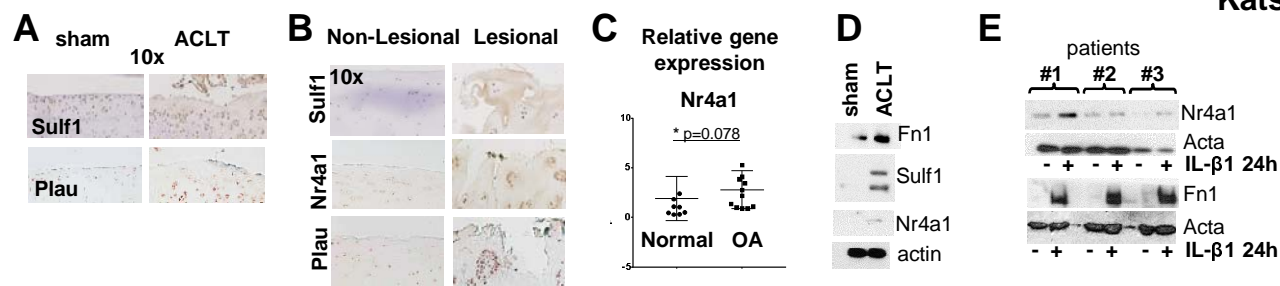 Kats
A
sham
ACLT
10x
Sulf1
Plau
B
Non-Lesional Lesional
10x
Sulf1
Nr4a1
Plau
C
Relative gene
expression
Nr4a1
* p=0.078
10
5
0
-5
Normal OA
D
sham
ACLT
Fn1
Sulf1
Nr4a1
actin
E
patients
#1 #2 #3
Nr4a1
Acta
- + - + - + IL-β1 24h
Fn1
Acta
- + - + - + IL-β1 24h